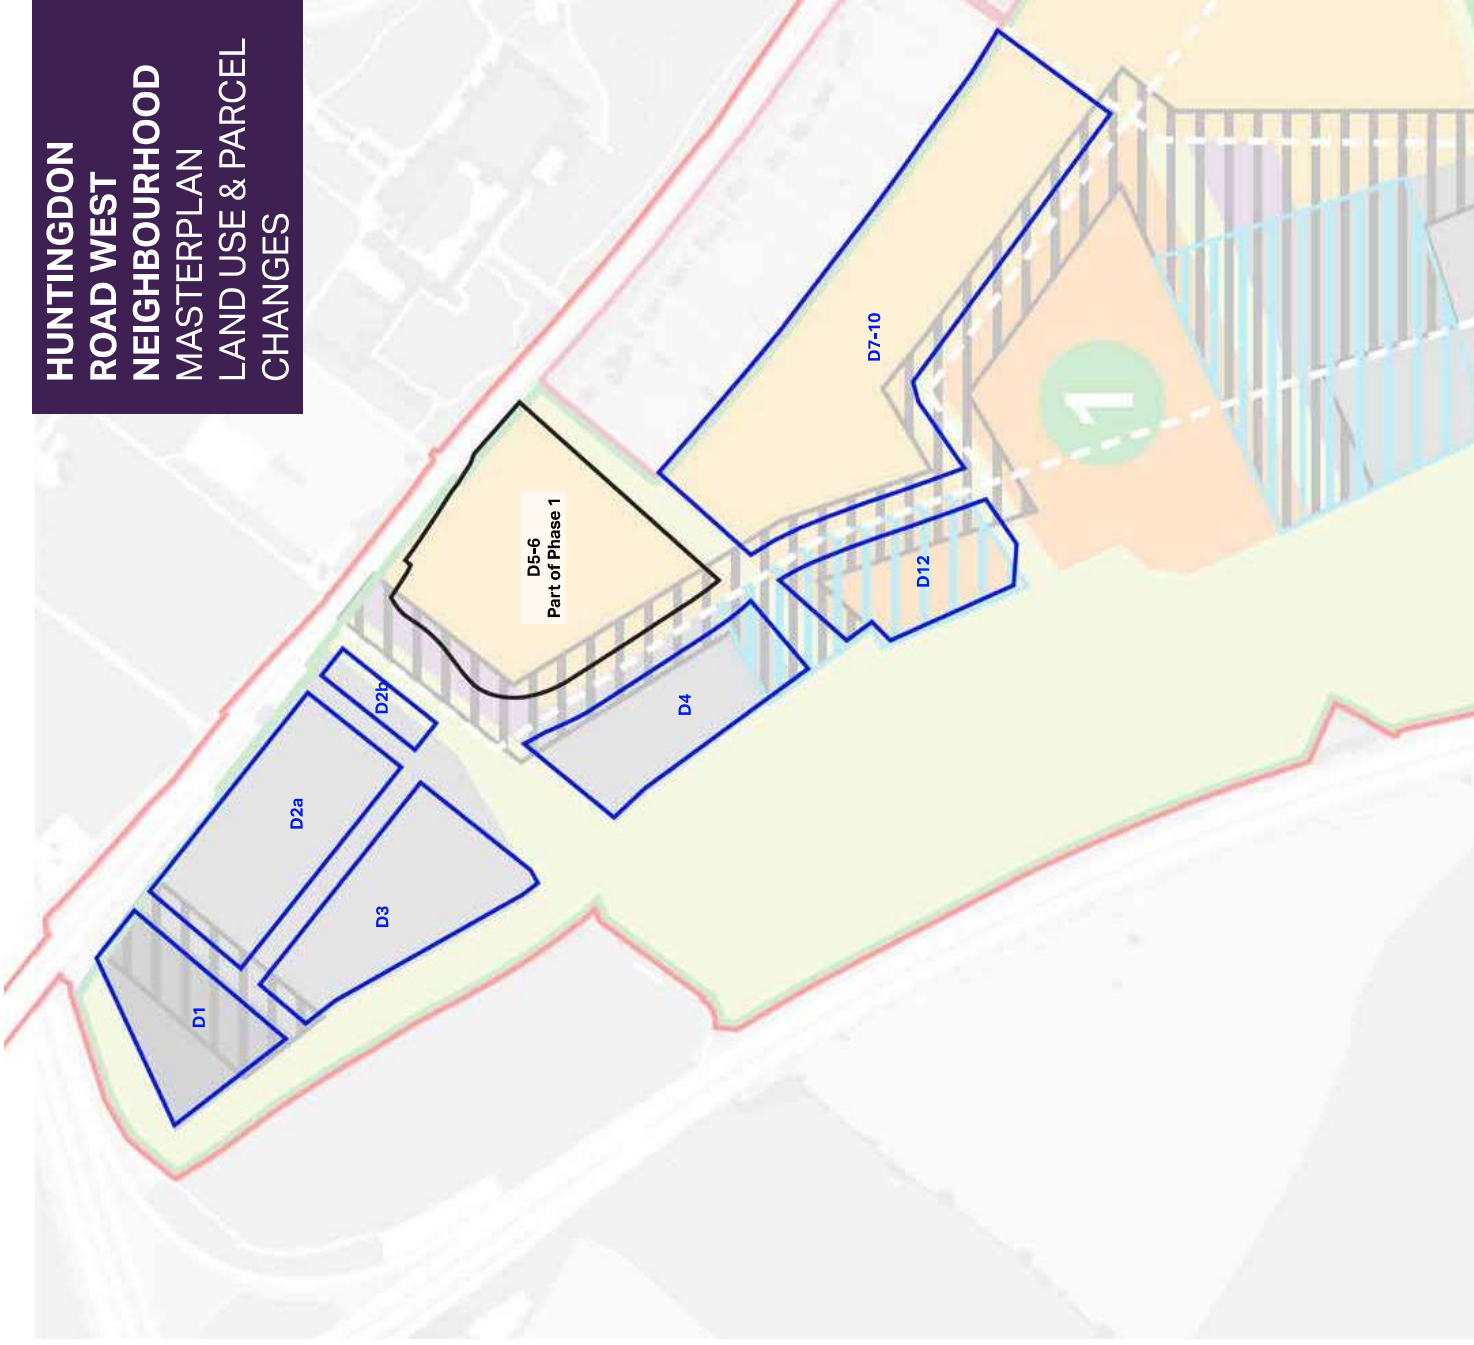 HUNTINGDON
ROAD WEST
NEIGHBOURHOOD
MASTERPLAN
LAND USE & PARCEL
CHANGES
D1
D2a
D2b
D3
D4
D5-6
Part of Phase 1
D7-10
D12
1